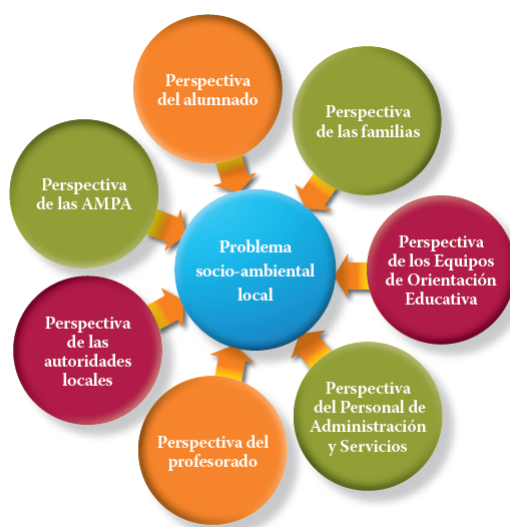 Perspectiva
del alumnado
Perspectiva
de las familias
Perspectiva
de los Equipos
de Orientación
Educativa
Perspectiva
del Personal de
Administración
y Servicios
Perspectiva del
profesorado
Perspectiva
de las
autoridades
locales
Perspectiva
de las AMPA
Problema
socio-ambiental
local